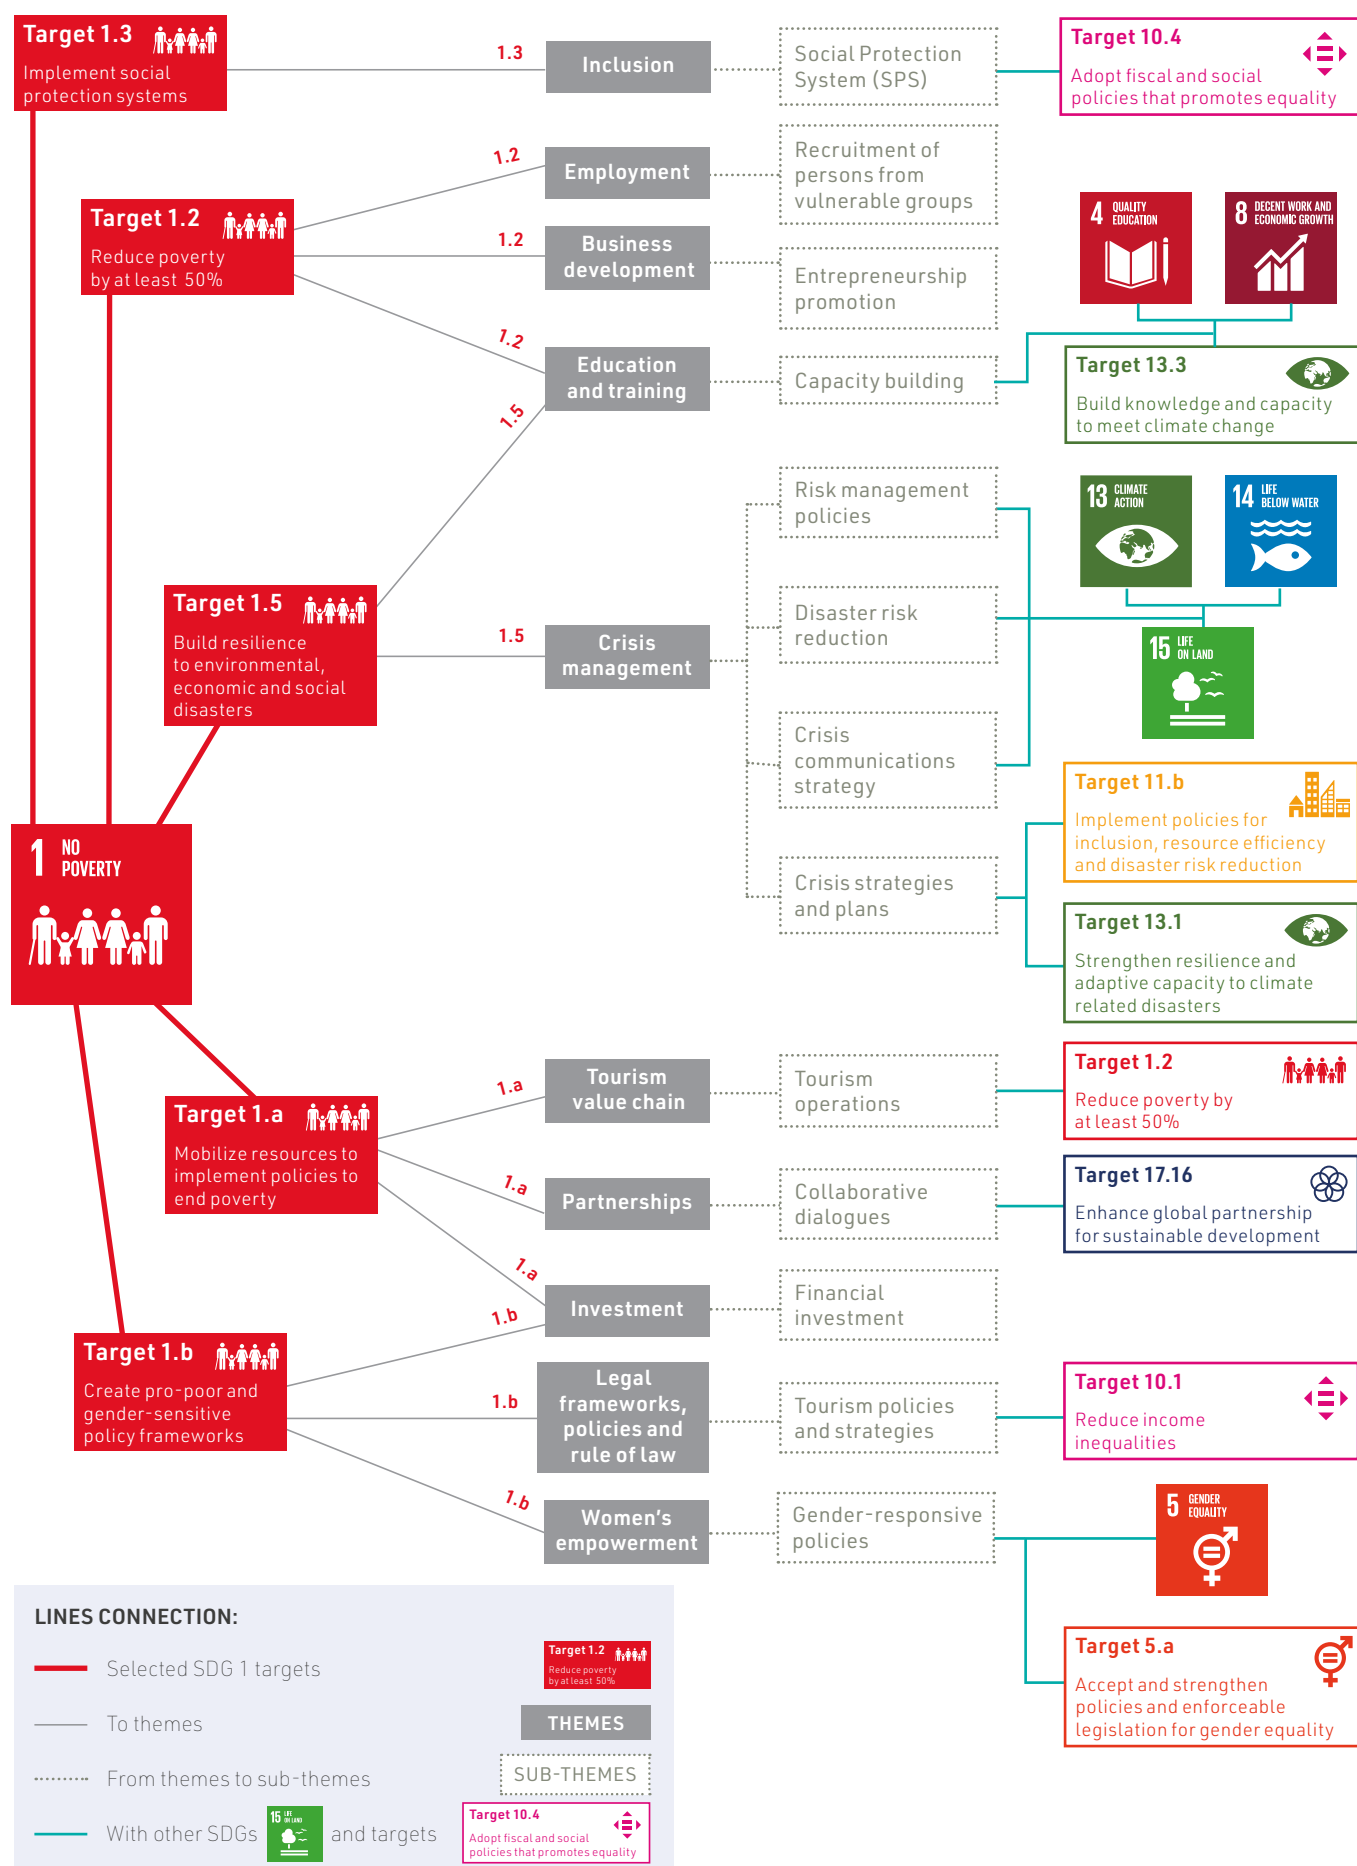 Target 1.3
Implement social
protection systems
1.3
Inclusion
Social Protection
System (SPS)
Target 10.4
Adopt fiscal and social
policies that promotes equality
Target 1.2
Reduce poverty
by at least 50%
1.2
Employment
Recruitment of
persons from
vulnerable groups
1.2
Business
development
Entrepreneurship
promotion
4 QUALITY
EDUCATION
8 DECENT WORK AND
ECONOMIC GROWTH
1.2
Education
and training
Capacity building
Target 13.3
Build knowledge and capacity
to meet climate change
1.5
Target 1.5
Build resilience
to environmental,
economic and social
disasters
1.5
Crisis
management
Risk management
policies
Disaster risk
reduction
Crisis
communications
strategy
Crisis strategies
and plans
13 CLIMATE
ACTION
14 LIFE
BELOW WATER
15 LIFE
ON LAND
Target 11.b
Implement policies for
inclusion, resource efficiency
and disaster risk reduction
Target 13.1
Strengthen resilience and
adaptive capacity to climate
related disasters
1 NO
POVERTY
Target 1.a
Mobilize resources to
implement policies to
end poverty
1.a
Tourism
value chain
Tourism
operations
Target 1.2
Reduce poverty by
at least 50%
1.a
Partnerships
Collaborative
dialogues
Target 17.16
Enhance global partnership
for sustainable development
1.a
Investment
Financial
investment
1.b
Target 1.b
Create pro-poor and
gender-sensitive
policy frameworks
1.b
Legal
frameworks,
policies and
rule of law
Tourism policies
and strategies
Target 10.1
Reduce income
inequalities
1.b
Women's
empowerment
Gender-responsive
policies
5 GENDER
EQUALITY
Target 5.a
Accept and strengthen
policies and enforceable
legislation for gender equality
LINES CONNECTION:
Selected SDG 1 targets
Target 1.2
Reduce poverty
by at least 50%
To themes
THEMES
From themes to sub-themes
SUB-THEMES
With other SDGs
15 LIFE
ON LAND
and targets
Target 10.4
Adopt fiscal and social
policies that promotes equality